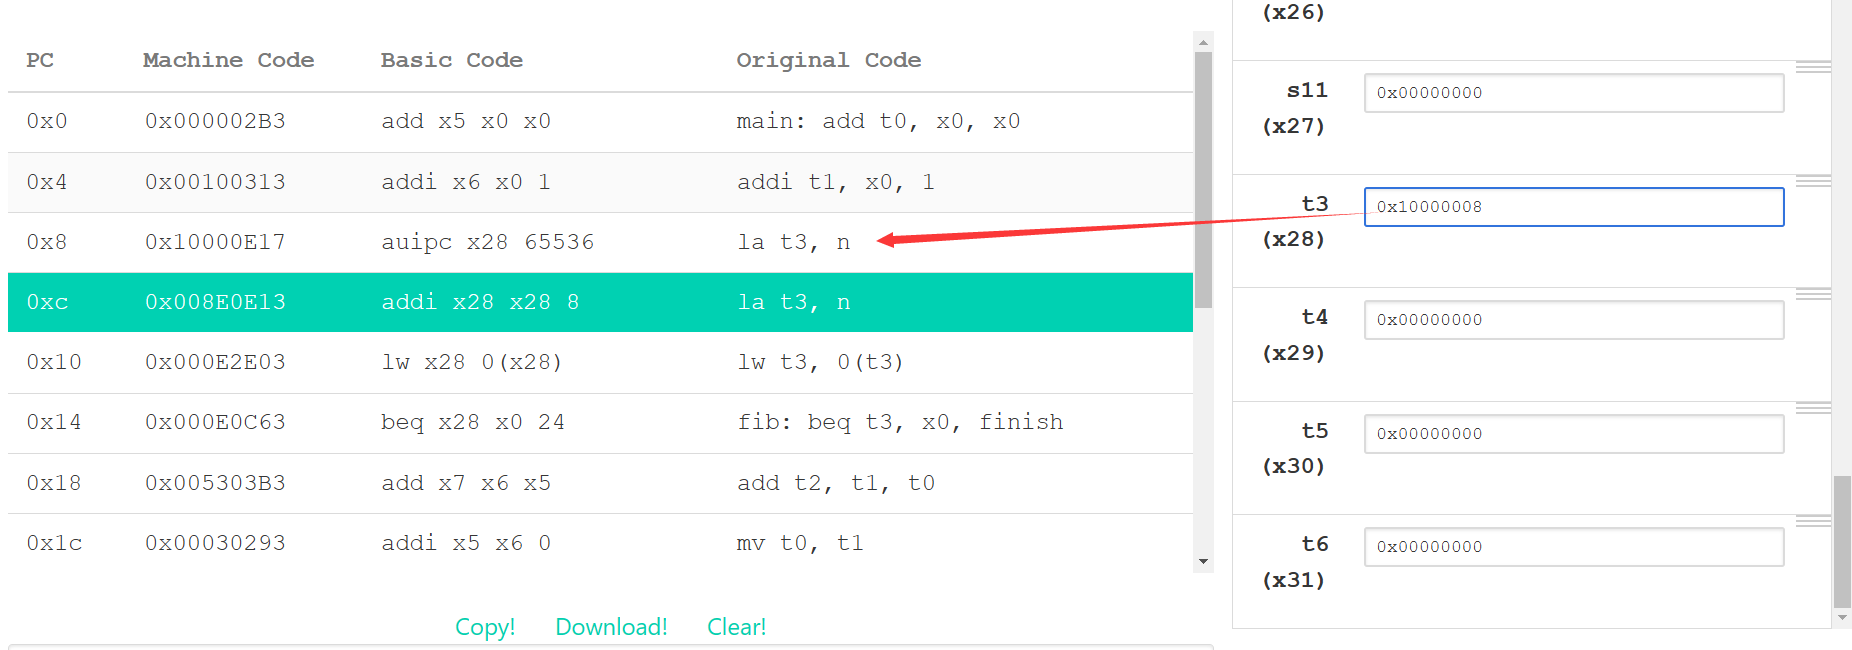 PC Machine Code Basic Code Original Code
0x0 0x000002B3 add x5 x0 x0 main: add t0, x0, x0
0x4 0x00100313 addi x6 x0 1 addi t1, x0, 1
0x8 0x10000E17 auipc x28 65536 la t3, n
0xc 0x008E0E13 addi x28 x28 8 la t3, n
0x10 0x000E2E03 lw x28 0(x28) lw t3, 0(t3)
0x14 0x000E0C63 beq x28 x0 24 fib: beq t3, x0, finish
0x18 0x005303B3 add x7 x6 x5 add t2, t1, t0
0x1c 0x00030293 addi x5 x6 0 mv t0, t1
Copy! Download! Clear!
(x26)
s11 0x00000000
(x27)
t3 0x10000008
(x28)
t4 0x00000000
(x29)
t5 0x00000000
(x30)
t6 0x00000000
(x31)